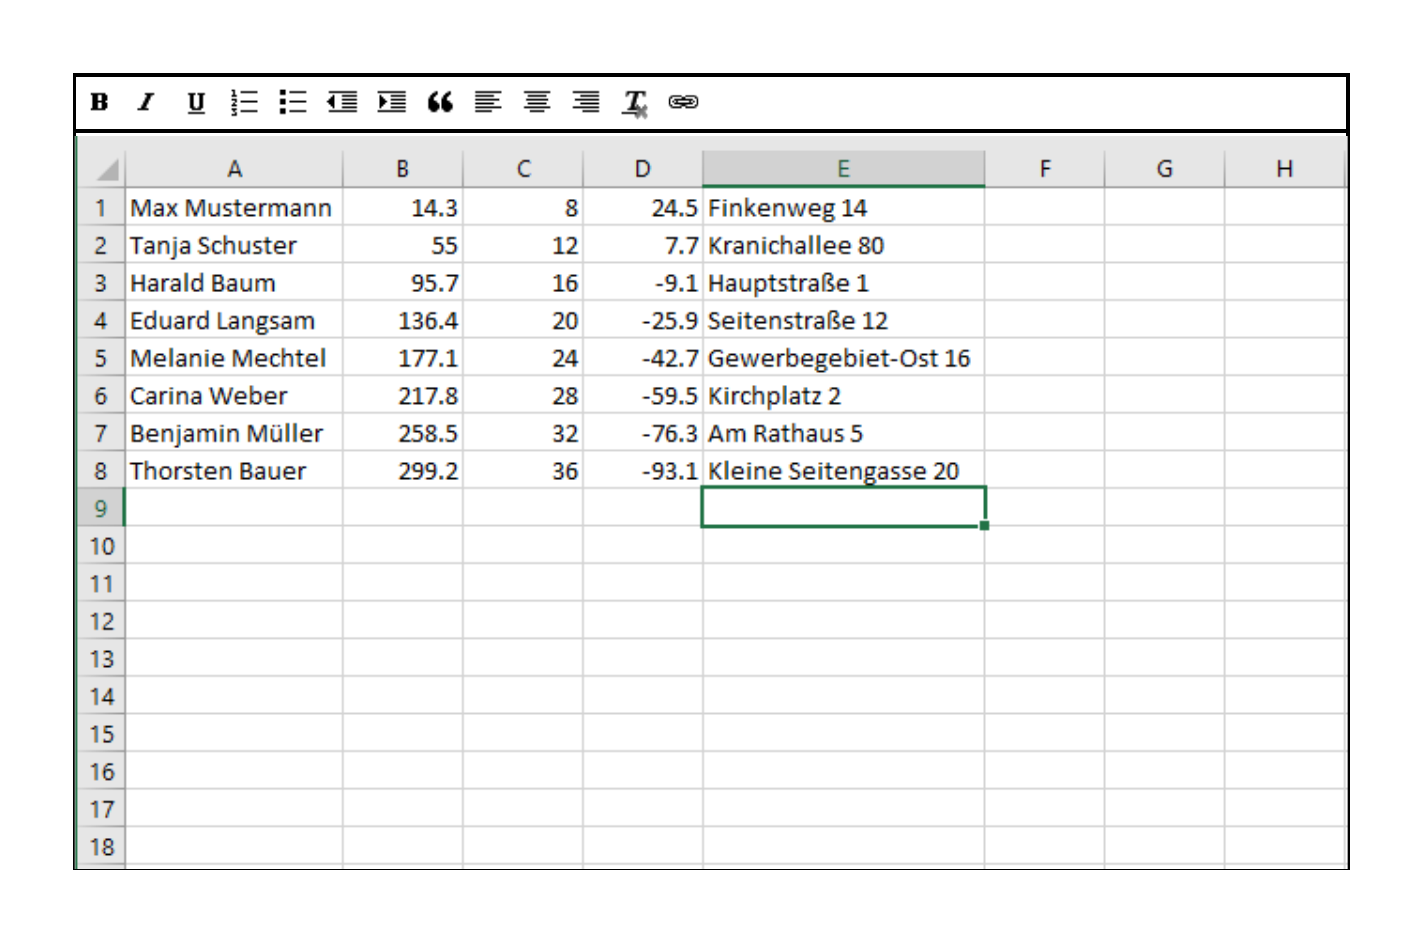 B I U
A B C D E F G H
1 Max Mustermann 14.3 8 24.5 Finkenweg 14
2 Tanja Schuster 55 12 7.7 Kranichallee 80
3 Harald Baum 95.7 16 -9.1 Hauptstraße 1
4 Eduard Langsam 136.4 20 -25.9 Seitenstraße 12
5 Melanie Mechtel 177.1 24 -42.7 Gewerbegebiet-Ost 16
6 Carina Weber 217.8 28 -59.5 Kirchplatz 2
7 Benjamin Müller 258.5 32 -76.3 Am Rathaus 5
8 Thorsten Bauer 299.2 36 -93.1 Kleine Seitengasse 20
9
10
11
12
13
14
15
16
17
18